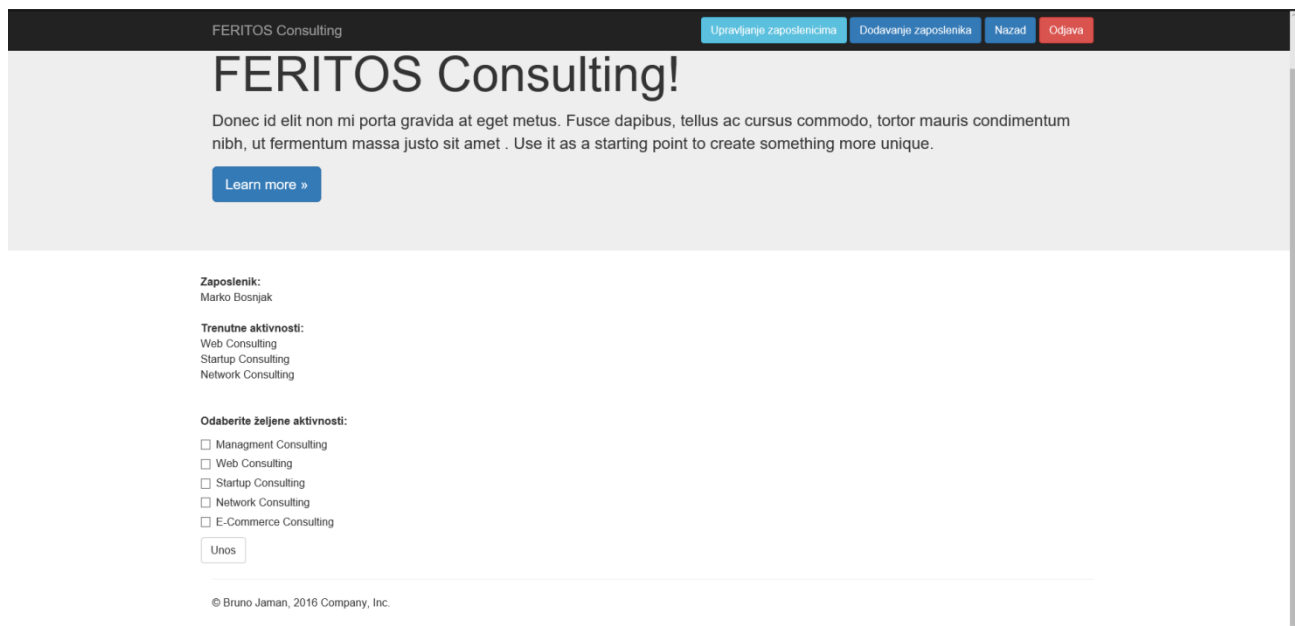 FERITOS Consulting
Upravljanje zaposlenicima
Dodavanje zaposlenika
Nazad
Odjava
FERITOS Consulting!
Donec id elit non mi porta gravida at eget metus. Fusce dapibus, tellus ac cursus commodo, tortor mauris condimentum
nibh, ut fermentum massa justo sit amet . Use it as a starting point to create something more unique.
Learn more »
Zaposlenik:
Marko Bosnjak
Trenutne aktivnosti:
Web Consulting
Startup Consulting
Network Consulting
Odaberite željene aktivnosti:
Managment Consulting
Web Consulting
Startup Consulting
Network Consulting
E-Commerce Consulting
Unos
© Bruno Jaman, 2016 Company, Inc.